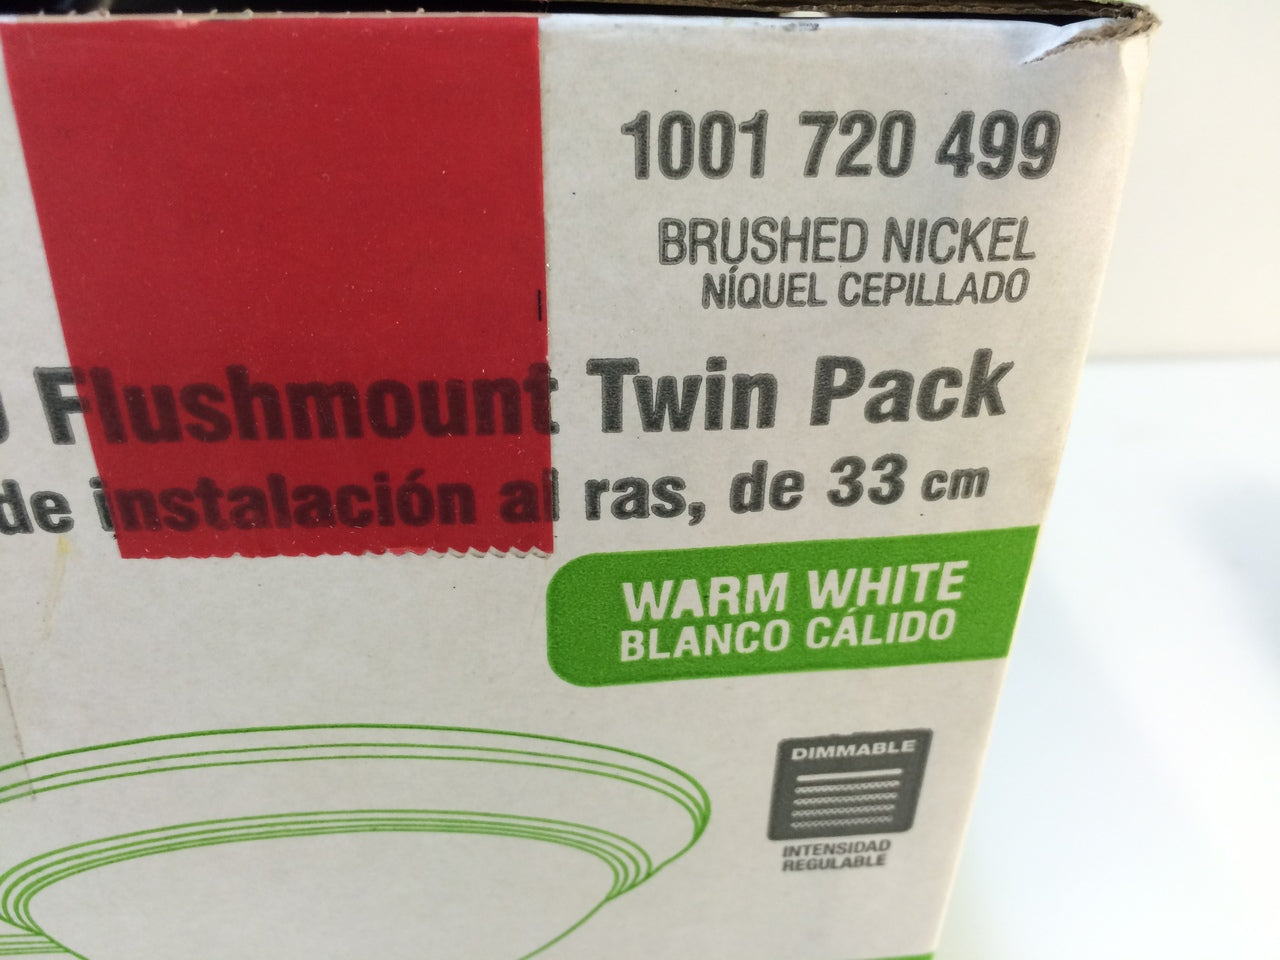 1001 720 499
BRUSHED NICKEL
NÍQUEL CEPILLADO
Flushmount Twin Pack
de instalación al ras, de 33 cm
WARM WHITE
BLANCO CÁLIDO
DIMMABLE
INTENSIDAD
REGULABLE